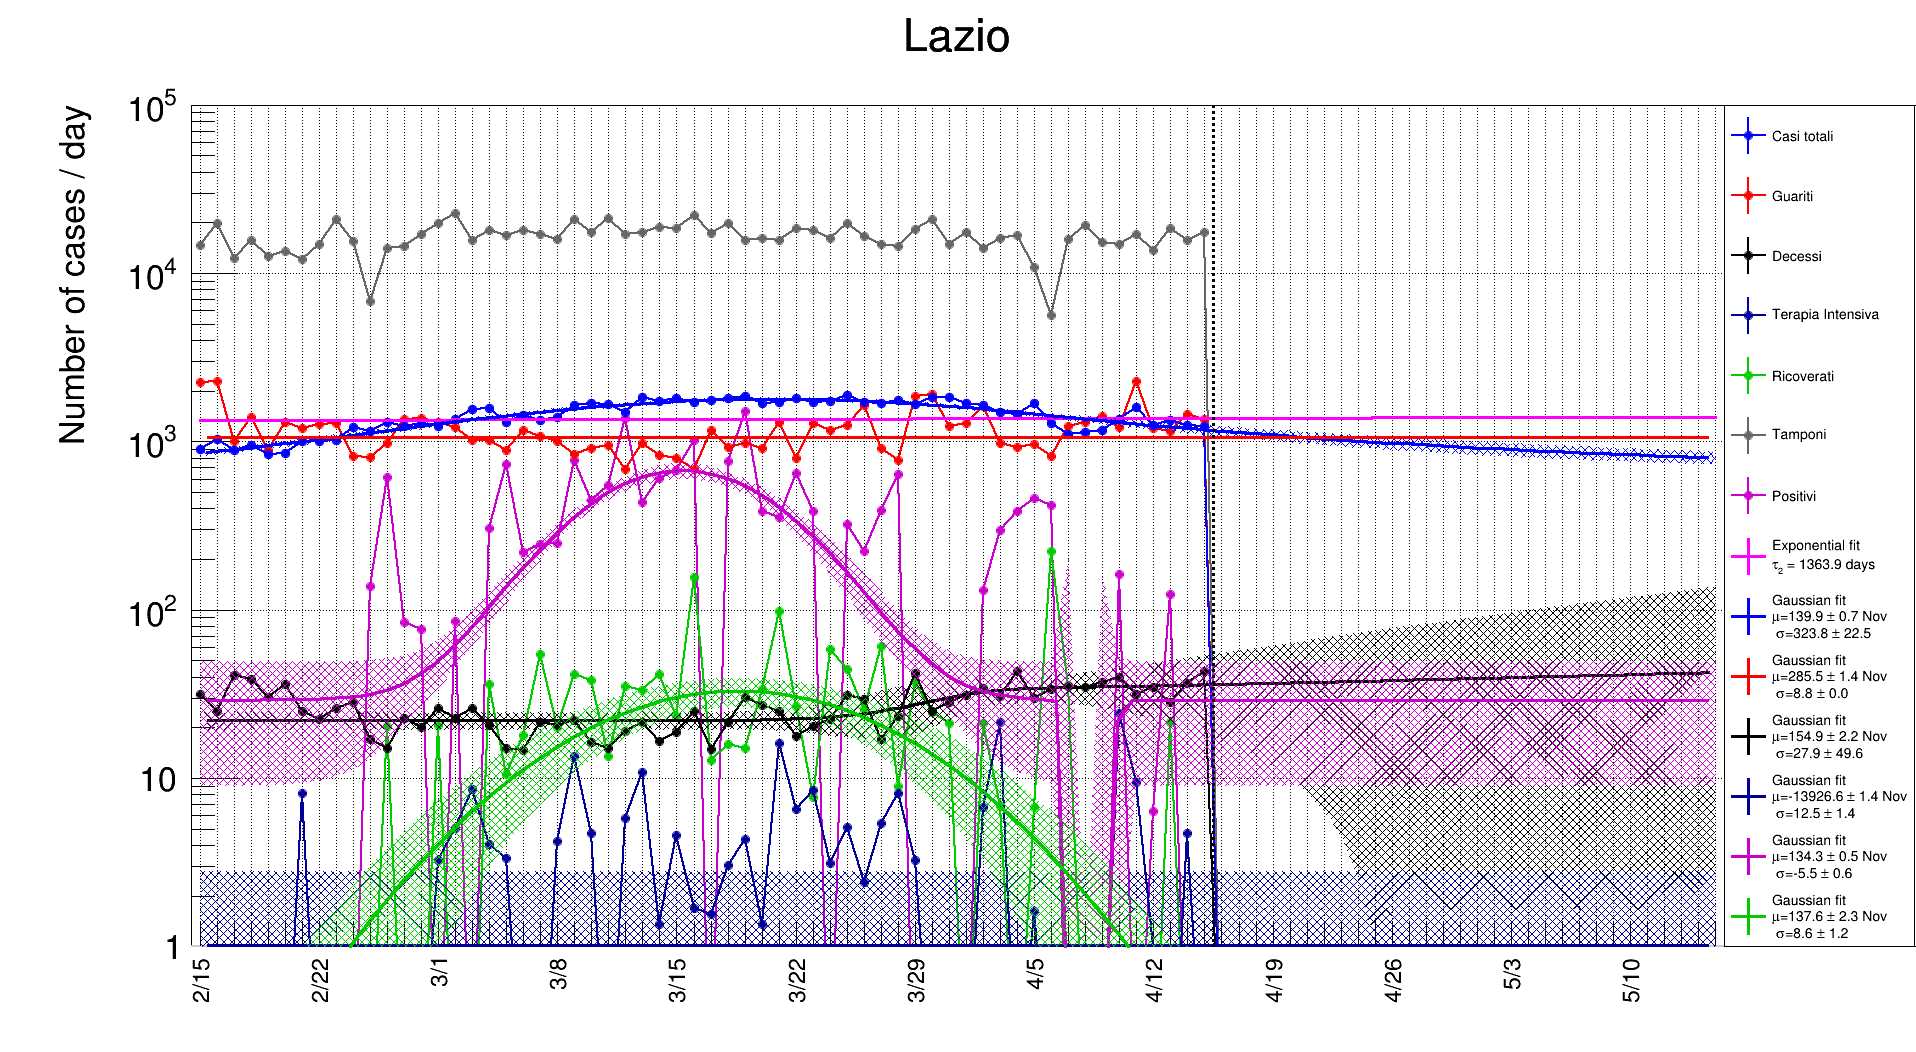 Lazio
Number of cases / day
10^5
10^4
10^3
10^2
10
1
2/15
2/22
3/1
3/8
3/15
3/22
3/29
4/5
4/12
4/19
4/26
5/3
5/10
Casi totali
Guariti
Decessi
Terapia Intensiva
Ricoverati
Tamponi
Positivi
Exponential fit
τ₂ = 1363.9 days
Gaussian fit
μ=139.9 ± 0.7 Nov
σ=323.8 ± 22.5
Gaussian fit
μ=285.5 ± 1.4 Nov
σ=8.8 ± 0.0
Gaussian fit
μ=154.9 ± 2.2 Nov
σ=27.9 ± 49.6
Gaussian fit
μ=-13926.6 ± 1.4 Nov
σ=12.5 ± 1.4
Gaussian fit
μ=134.3 ± 0.5 Nov
σ=-5.5 ± 0.6
Gaussian fit
μ=137.6 ± 2.3 Nov
σ=8.6 ± 1.2